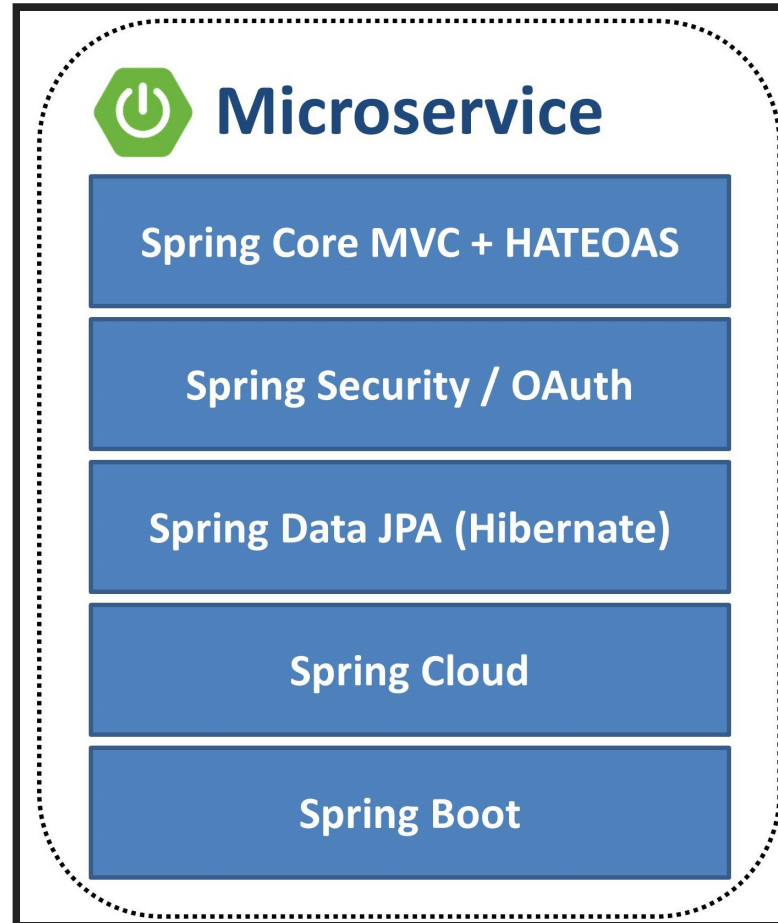 Microservice
Spring Core MVC + HATEOAS
Spring Security / OAuth
Spring Data JPA (Hibernate)
Spring Cloud
Spring Boot